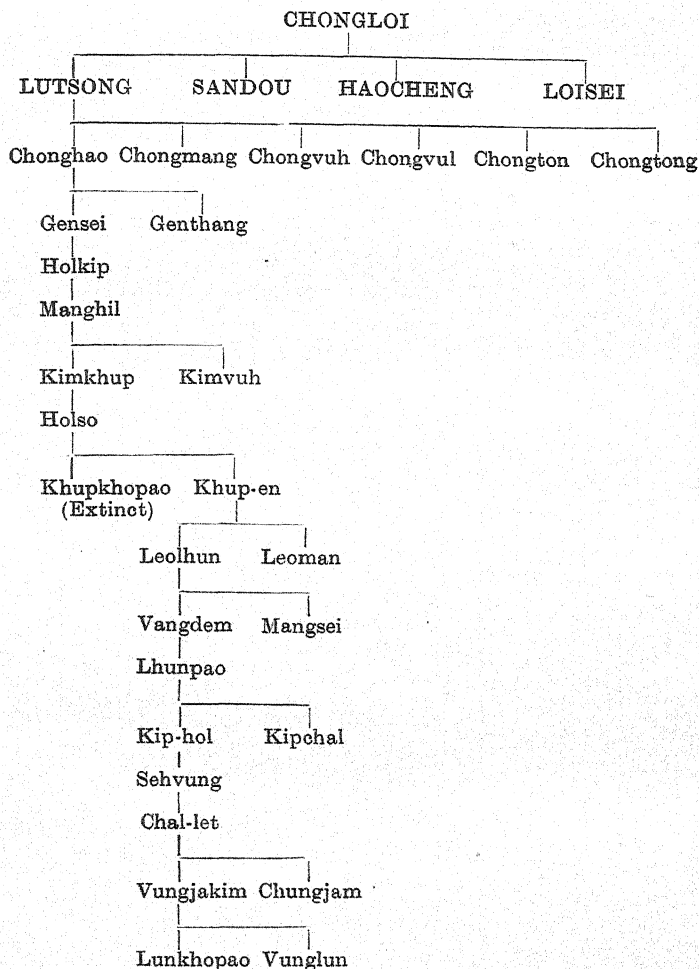 CHONGLOI
LUTSONG SANDOU HAOCHENG LOISEI
Chonghao Chongmang Chongvuh Chongvul Chongton Chongtong
Gensei Genthang
Holkip
Manghil
Kimkhup Kimvuh
Holso
Khupkhopao Khup-en
(Extinct)
Leolhun Leoman
Vangdem Mangsei
Lhunpao
Kip-hol Kipchal
Sehvung
Chal-let
Vungjakim Chungjam
Lunkhopao Vunglun